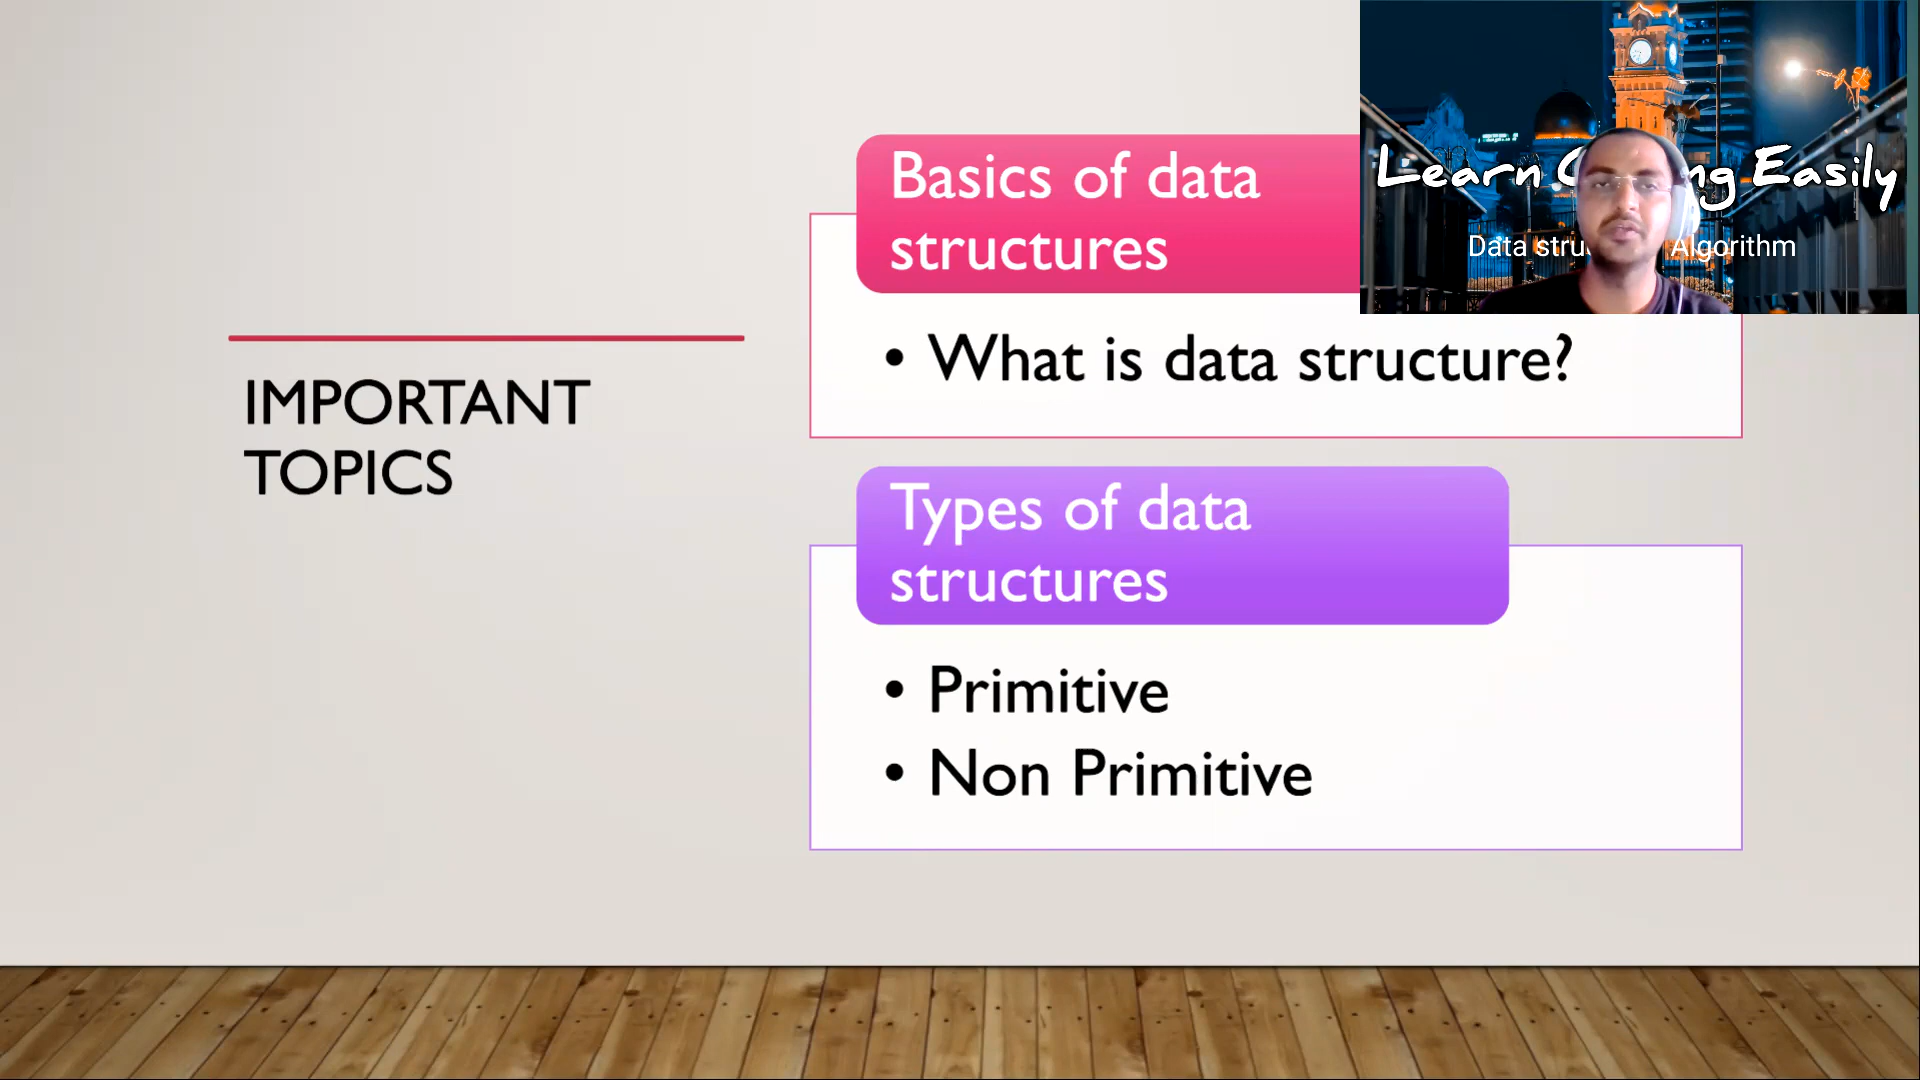 IMPORTANT
TOPICS
Basics of data
structures
• What is data structure?
Types of data
structures
• Primitive
• Non Primitive
Learn Easily
Data Algorithm